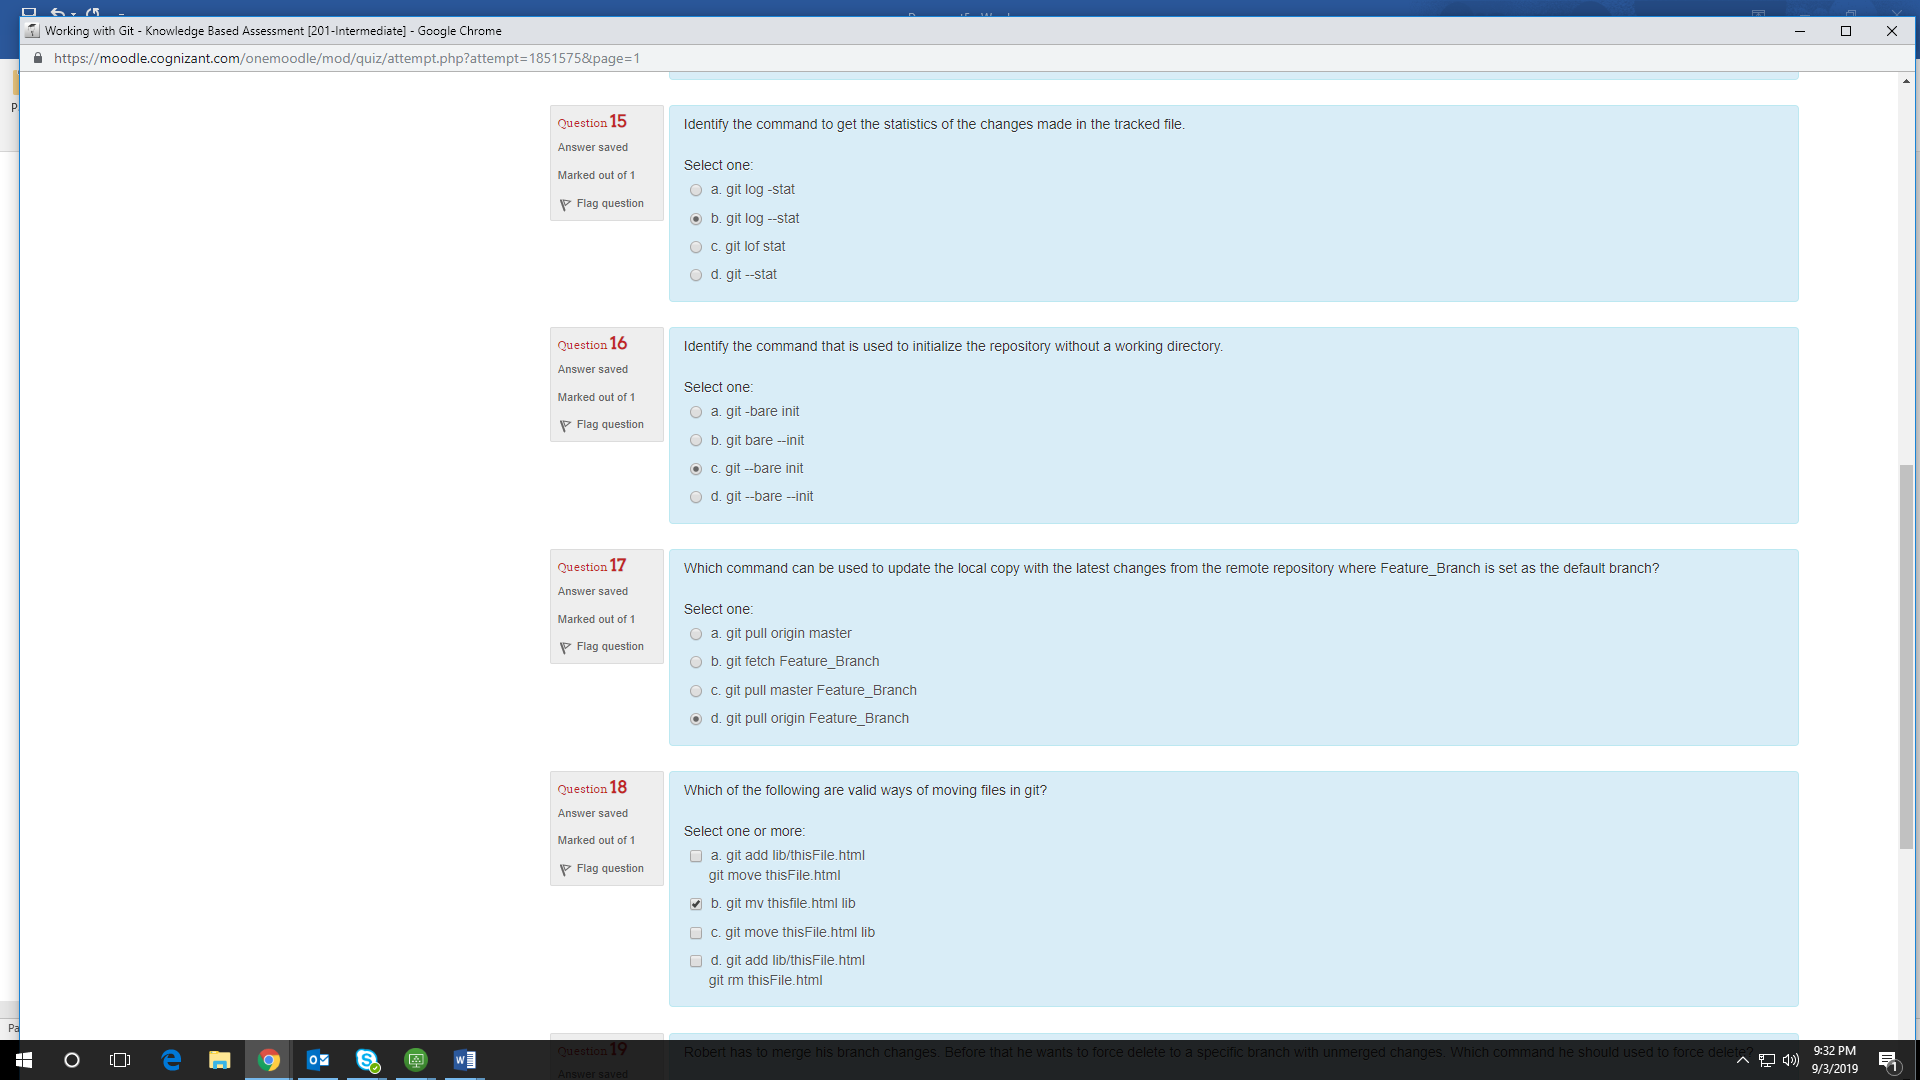 Working with Git - Knowledge Based Assessment [201-Intermediate] - Google Chrome
https://moodle.cognizant.com/onemoodle/mod/quiz/attempt.php?attempt=1851575&page=1
Question 15
Answer saved
Marked out of 1
Flag question
Identify the command to get the statistics of the changes made in the tracked file.
Select one:
a. git log -stat
b. git log --stat
c. git lof stat
d. git --stat
Question 16
Answer saved
Marked out of 1
Flag question
Identify the command that is used to initialize the repository without a working directory.
Select one:
a. git -bare init
b. git bare --init
c. git --bare init
d. git --bare --init
Question 17
Answer saved
Marked out of 1
Flag question
Which command can be used to update the local copy with the latest changes from the remote repository where Feature_Branch is set as the default branch?
Select one:
a. git pull origin master
b. git fetch Feature_Branch
c. git pull master Feature_Branch
d. git pull origin Feature_Branch
Question 18
Answer saved
Marked out of 1
Flag question
Which of the following are valid ways of moving files in git?
Select one or more:
a. git add lib/thisFile.html
git move thisFile.html
b. git mv thisfile.html lib
c. git move thisFile.html lib
d. git add lib/thisFile.html
git rm thisFile.html
Question 19
Answer saved
Robert has to merge his branch changes. Before that he wants to force delete to a specific branch with unmerged changes. Which command he should used to force delete?
9:32 PM
9/3/2019
1